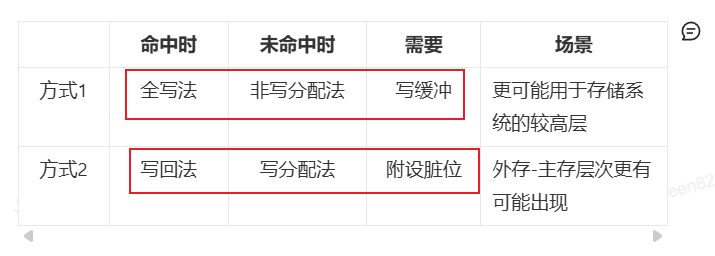 命中时 未命中时 需要 场景
方式1 全写法 非写分配法 写缓冲 更可能用于存储系
统的较高层
方式2 写回法 写分配法 附设脏位 外存-主存层次更有
可能出现
een82